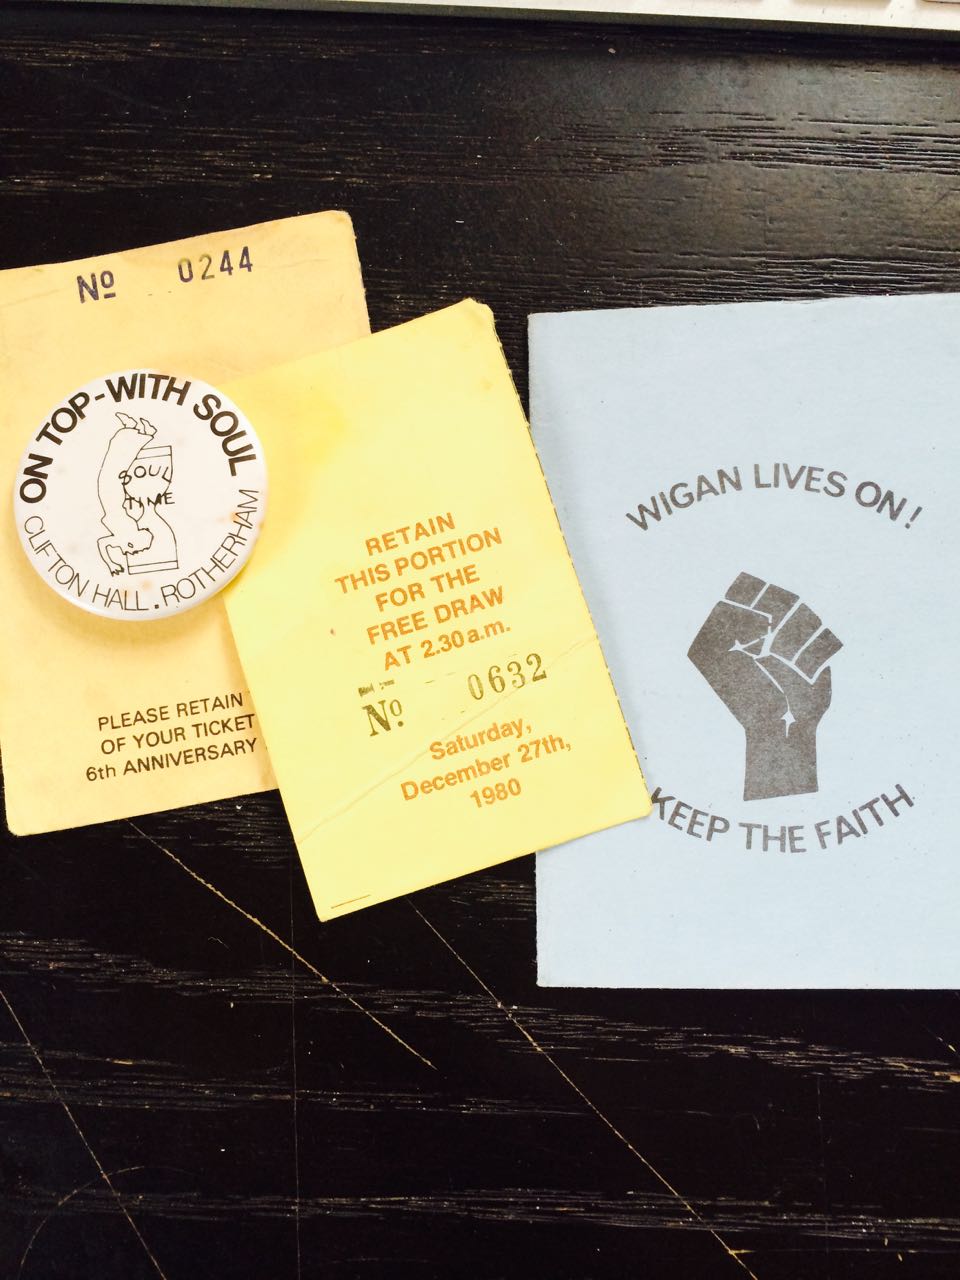 Nº 0244
ON TOP-WITH SOUL
SOUL
TIME
CLIFTON HALL. ROTHERHAM
PLEASE RETAIN
OF YOUR TICKET
6th ANNIVERSARY
RETAIN
THIS PORTION
FOR THE
FREE DRAW
AT 2.30 a.m.
Nº 0632
Saturday,
December 27th,
1980
WIGAN LIVES ON!
KEEP THE FAITH